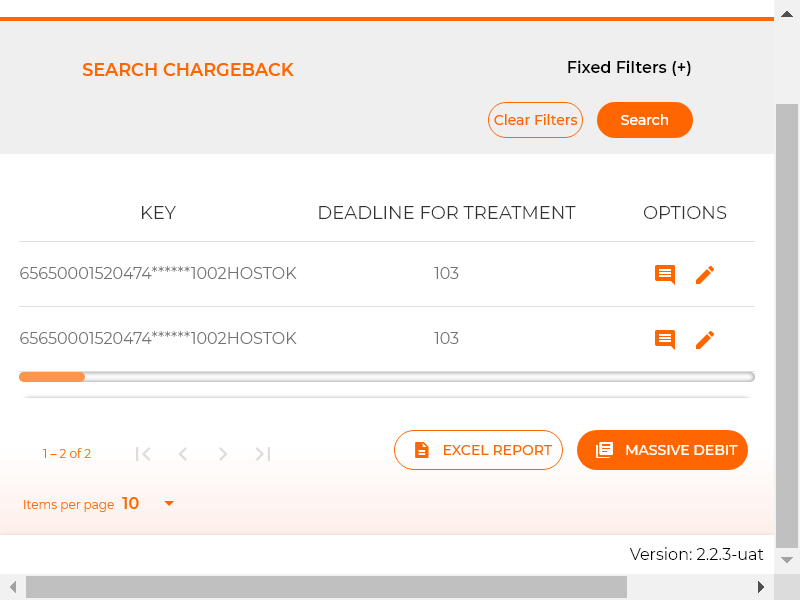 SEARCH CHARGEBACK
Fixed Filters (+)
Clear Filters
Search
KEY DEADLINE FOR TREATMENT OPTIONS
65650001520474******1002HOSTOK 103
65650001520474******1002HOSTOK 103
1 – 2 of 2
EXCEL REPORT
MASSIVE DEBIT
Items per page 10
Version: 2.2.3-uat